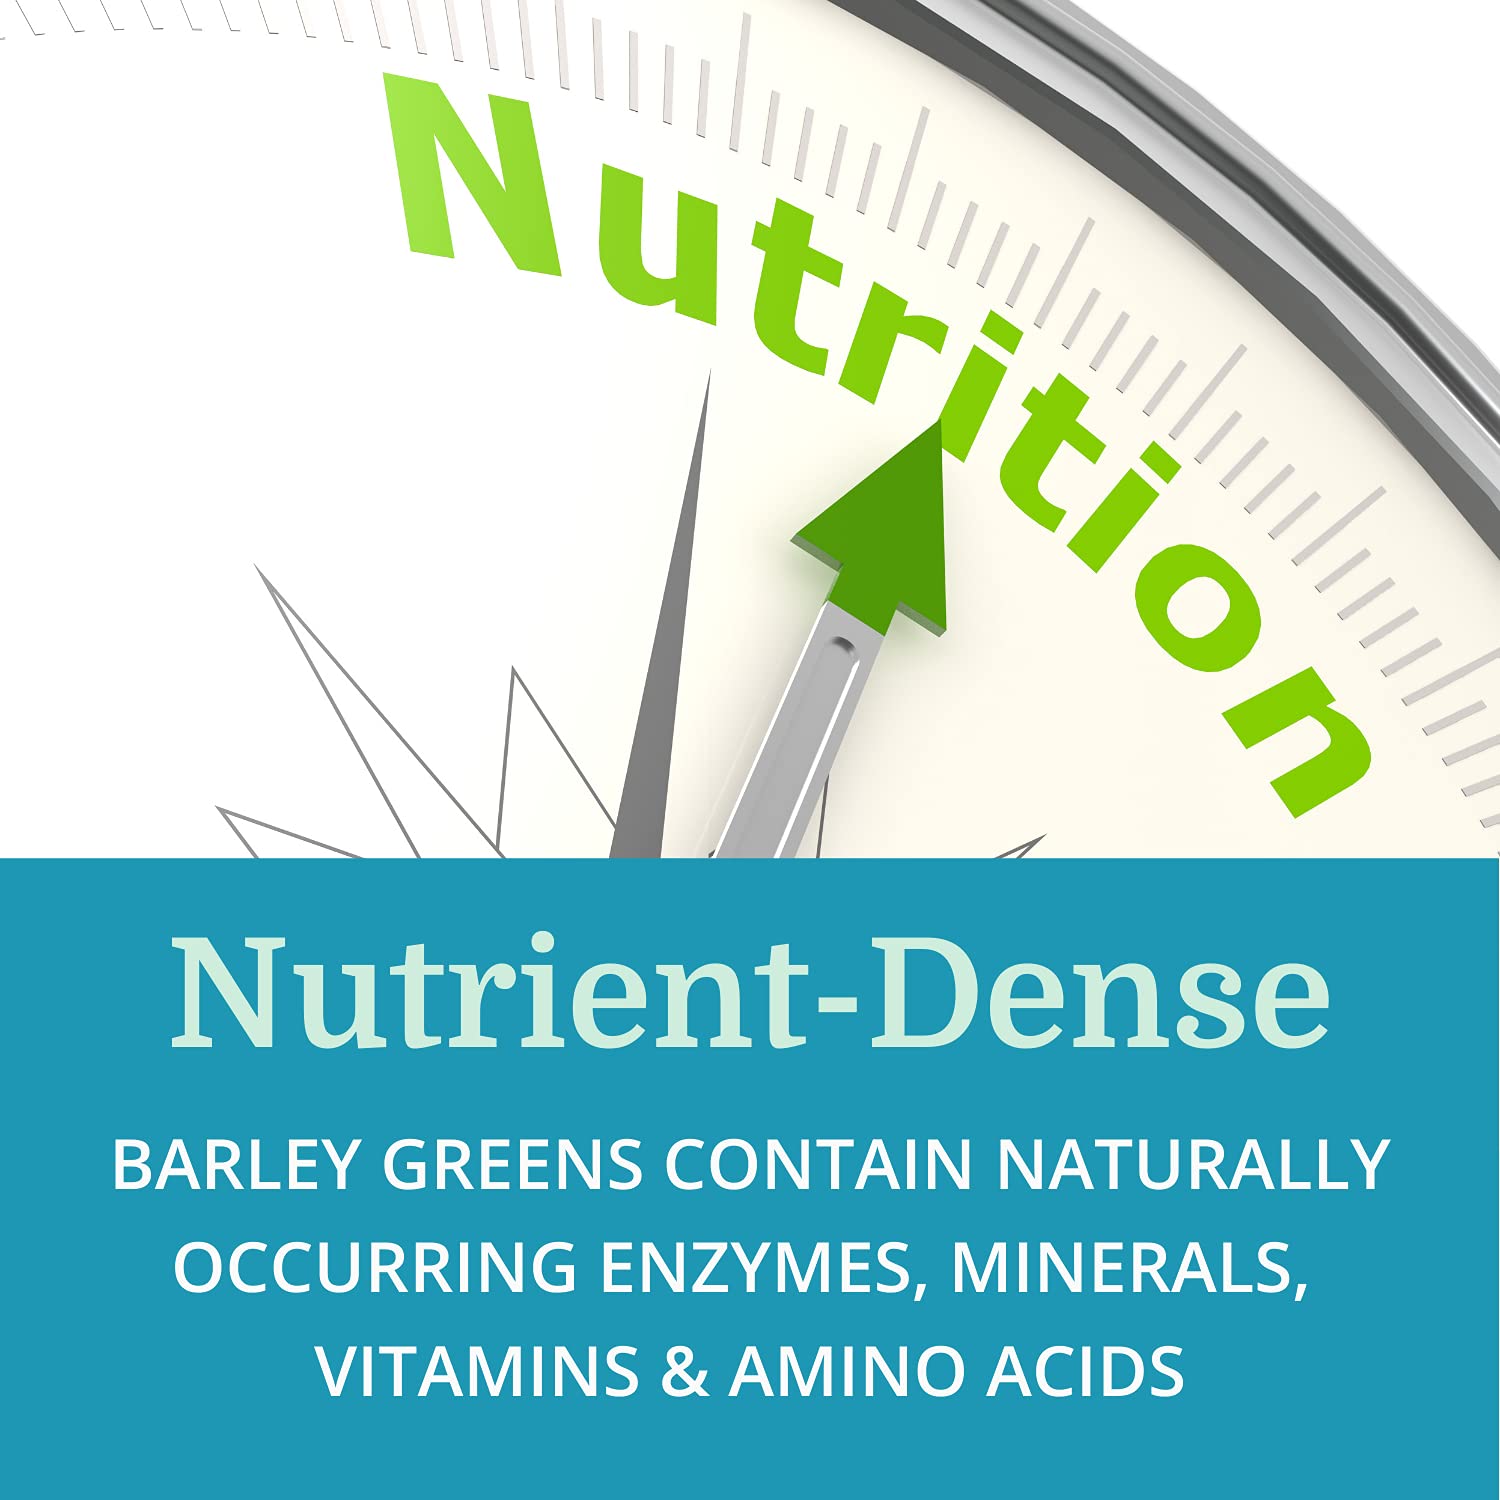 Nutrition
Nutrient-Dense
BARLEY GREENS CONTAIN NATURALLY
OCCURRING ENZYMES, MINERALS,
VITAMINS & AMINO ACIDS